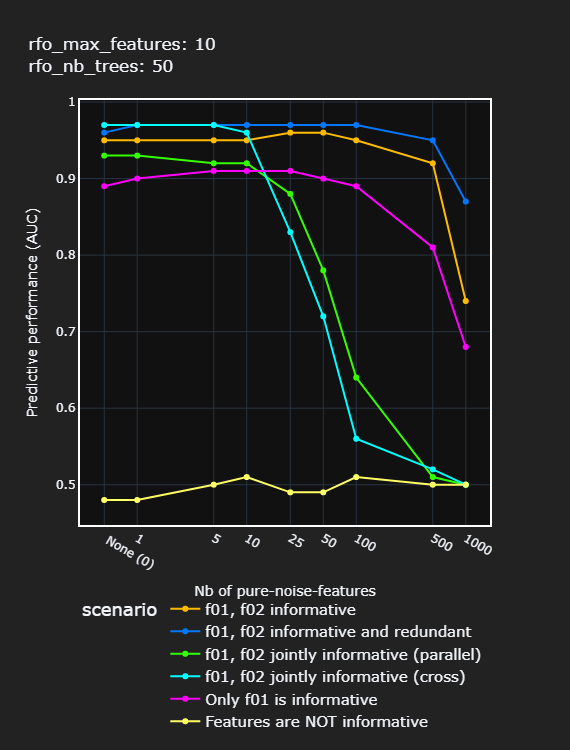 rfo_max_features: 10
rfo_nb_trees: 50
1
0.9
0.8
0.7
0.6
0.5
Predictive performance (AUC)
None (0)
1
5
10
25
50
100
500
1000
Nb of pure-noise-features
scenario
f01, f02 informative
f01, f02 informative and redundant
f01, f02 jointly informative (parallel)
f01, f02 jointly informative (cross)
Only f01 is informative
Features are NOT informative